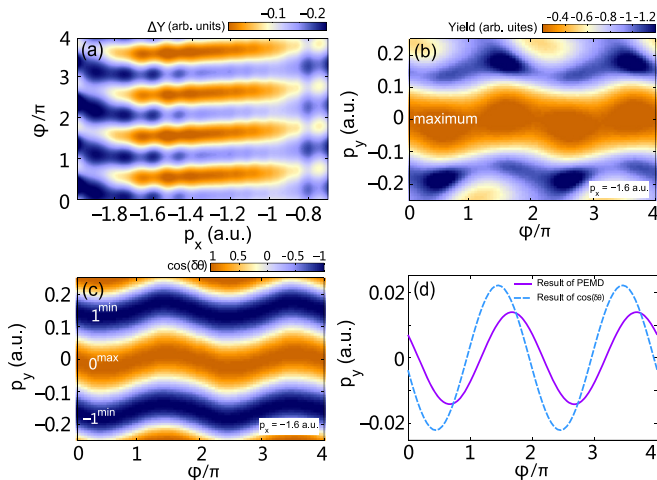 ΔY (arb. units) -0.1 -0.2
(a)
4
3
2
1
0
φ/π
−1.8 −1.6 −1.4 −1.2 −1 −0.8
p_x (a.u.)
Yield (arb. uites) -0.4 -0.6 -0.8 -1 -1.2
(b)
0.2
0.1
0
−0.1
−0.2
p_y (a.u.)
maximum
p_x = −1.6 a.u.
0 1 2 3 4
φ/π
cos(δθ) 1 0 -1
(c)
0.2
0.1
0
−0.1
−0.2
p_y (a.u.)
1^min
0^max
-1^min
p_x = −1.6 a.u.
0 1 2 3 4
φ/π
(d)
Result of PEMD
Result of cos(δθ)
0.02
0
−0.02
p_y (a.u.)
0 1 2 3 4
φ/π